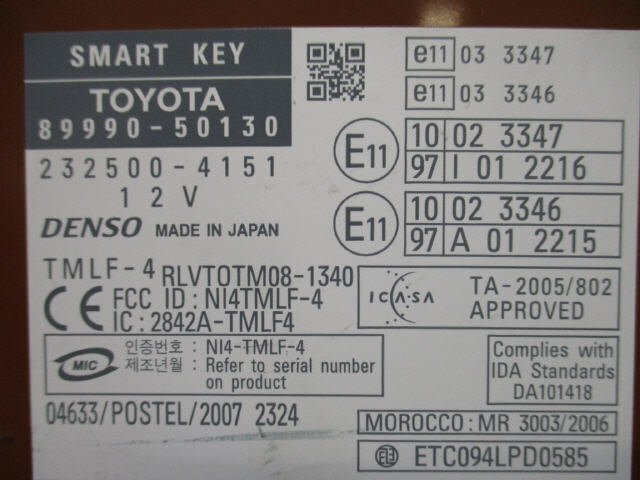 SMART KEY
TOYOTA
89990-50130
232500-4151
12V
DENSO MADE IN JAPAN
e11 03 3347
e11 03 3346
E11 10 02 3347
97 I 01 2216
E11 10 02 3346
97 A 01 2215
TMLF-4 RLVTOTM08-1340
CE FCC ID : NI4TMLF-4
IC: 2842A-TMLF4
ICASA TA-2005/802
APPROVED
MIC 인증번호 : NI4-TMLF-4
제조년월 : Refer to serial number
on product
Complies with
IDA Standards
DA101418
04633/POSTEL/2007 2324
MOROCCO: MR 3003/2006
ETC094LPD0585